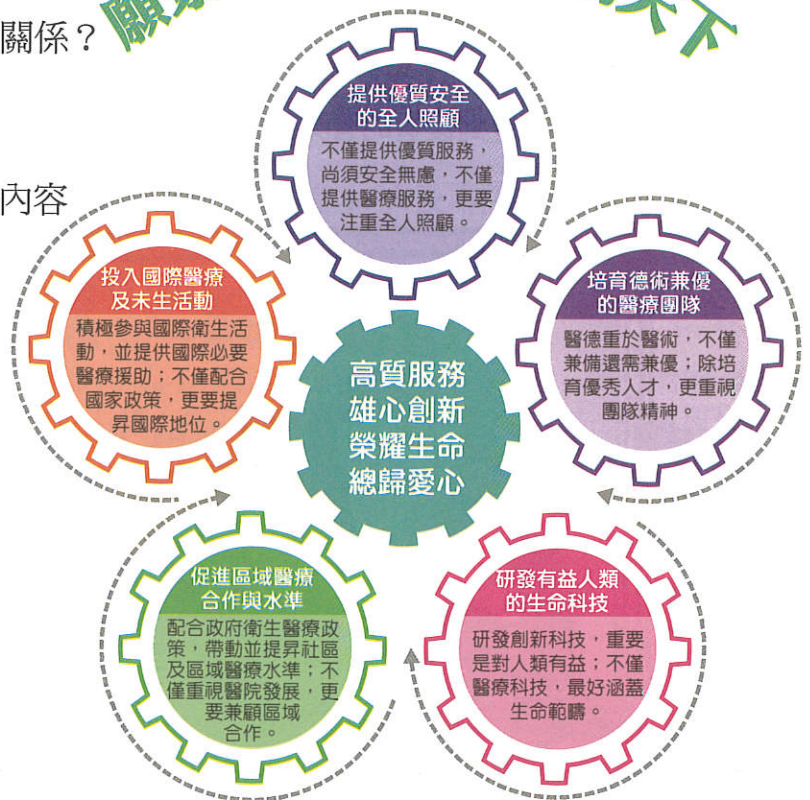 關係？
願
天下
內容
提供優質安全
的全人照顧
不僅提供優質服務，
尚須安全無慮，不僅
提供醫療服務，更要
注重全人照顧。
培育德術兼優
的醫療團隊
醫德重於醫術，不僅
兼備還需兼優；除培
育優秀人才，更重視
團隊精神。
研發有益人類
的生命科技
研發創新科技，重要
是對人類有益；不僅
醫療科技，最好涵蓋
生命範疇。
促進區域醫療
合作與水準
配合政府衛生醫療政
策，帶動並提昇社區
及區域醫療水準；不
僅重視醫院發展，更
要兼顧區域
合作。
投入國際醫療
及未生活動
積極參與國際衛生活
動，並提供國際必要
醫療援助；不僅配合
國家政策，更要提
昇國際地位。
高質服務
雄心創新
榮耀生命
總歸愛心